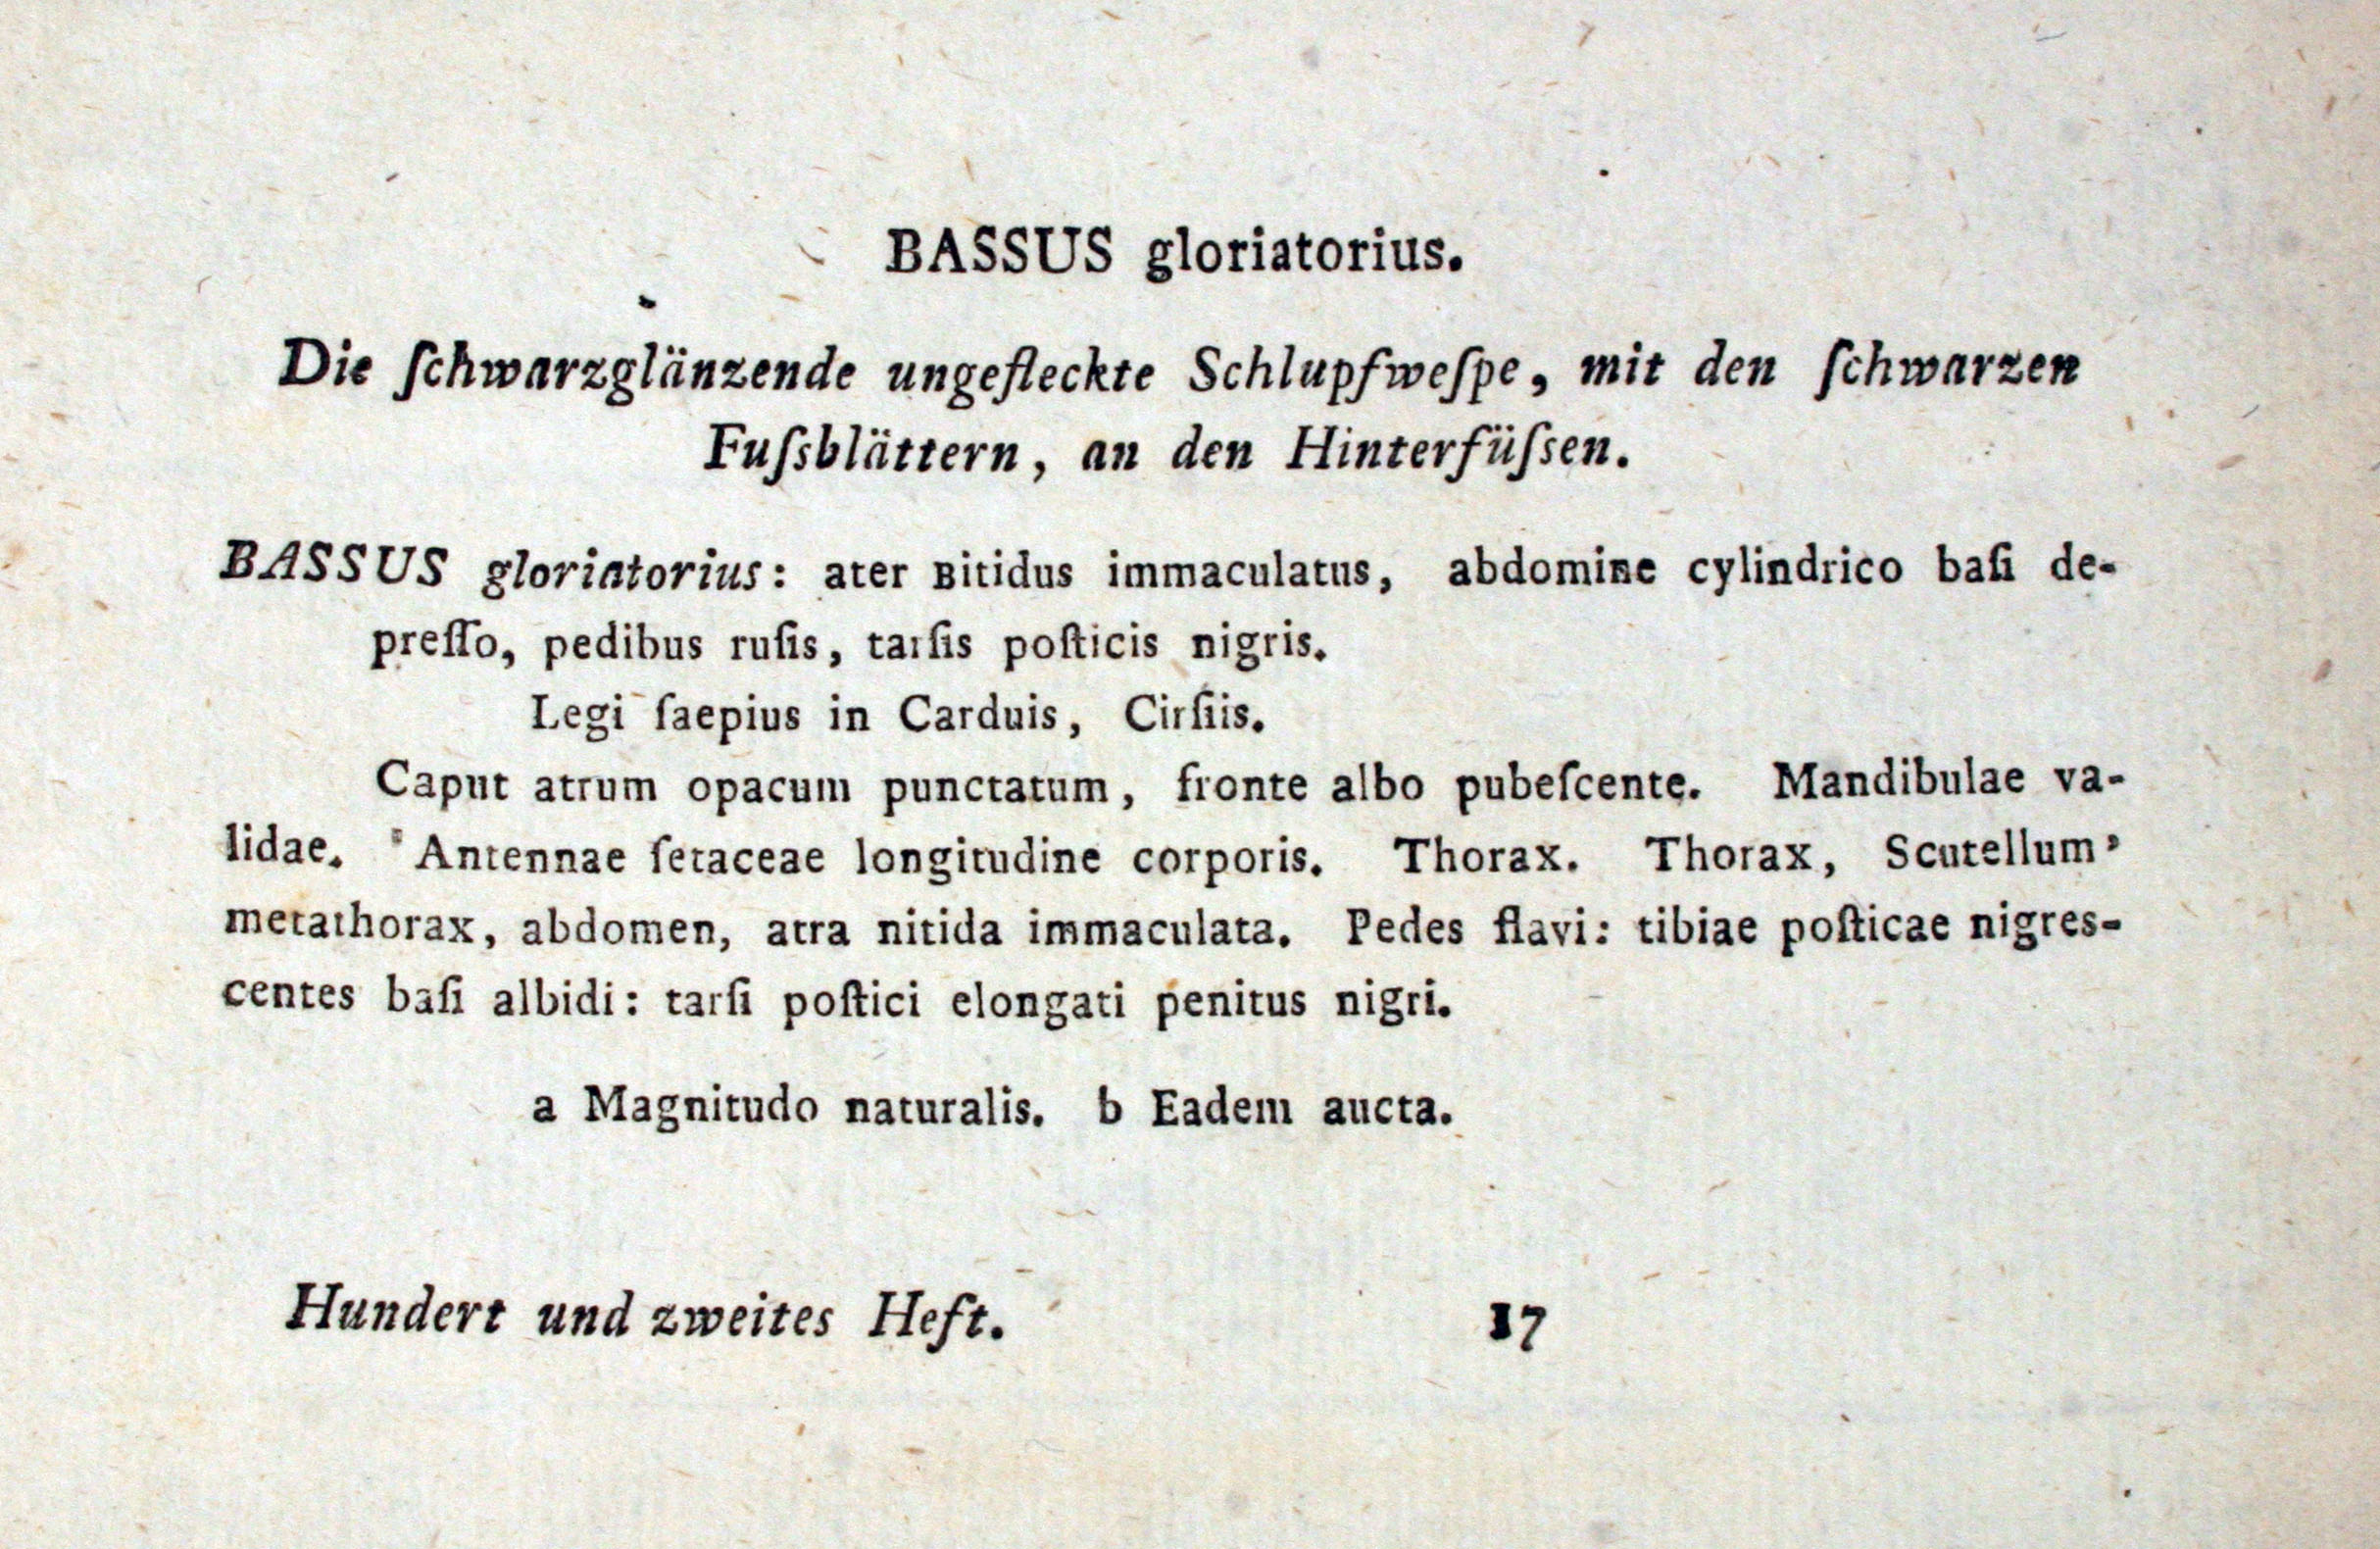 BASSUS gloriatorius.
Die ſchwarzglänzende ungefleckte Schlupfweſpe, mit den ſchwarzen
Fuſsblättern, an den Hinterfüſsen.
BASSUS gloriatorius: ater nitidus immaculatus, abdomine cylindrico baſi de-
preſſo, pedibus rufis, tarſis poſticis nigris.
Legi ſaepius in Carduis, Cirſiis.
Caput atrum opacum punctatum, fronte albo pubeſcente. Mandibulae va-
lidae. Antennae ſetaceae longitudine corporis. Thorax. Thorax, Scutellum,
metathorax, abdomen, atra nitida immaculata. Pedes flavi: tibiae poſticae nigres-
centes baſi albidi: tarſi poſtici elongati penitus nigri.
a Magnitudo naturalis. b Eadem aucta.
Hundert und zweites Heft. 17